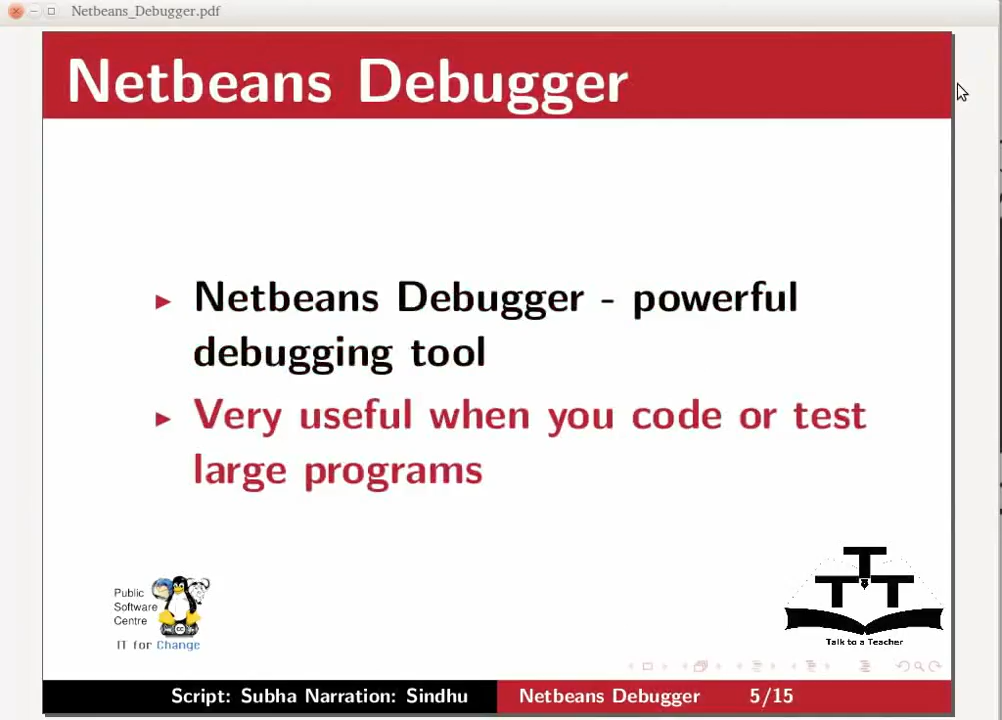 Netbeans_Debugger.pdf
Netbeans Debugger
Netbeans Debugger - powerful
debugging tool
Very useful when you code or test
large programs
Public
Software
Centre
IT for Change
TTT
Talk to a Teacher
Script: Subha Narration: Sindhu
Netbeans Debugger
5/15